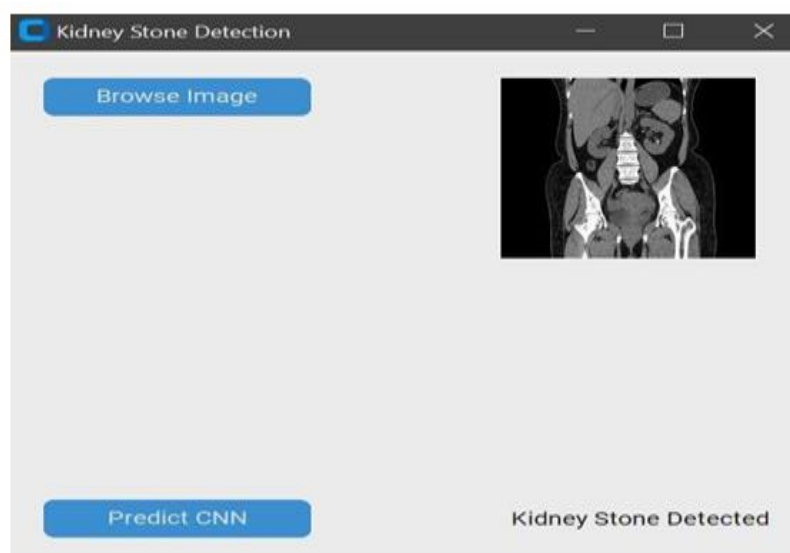 Kidney Stone Detection
Browse Image
Predict CNN
Kidney Stone Detected